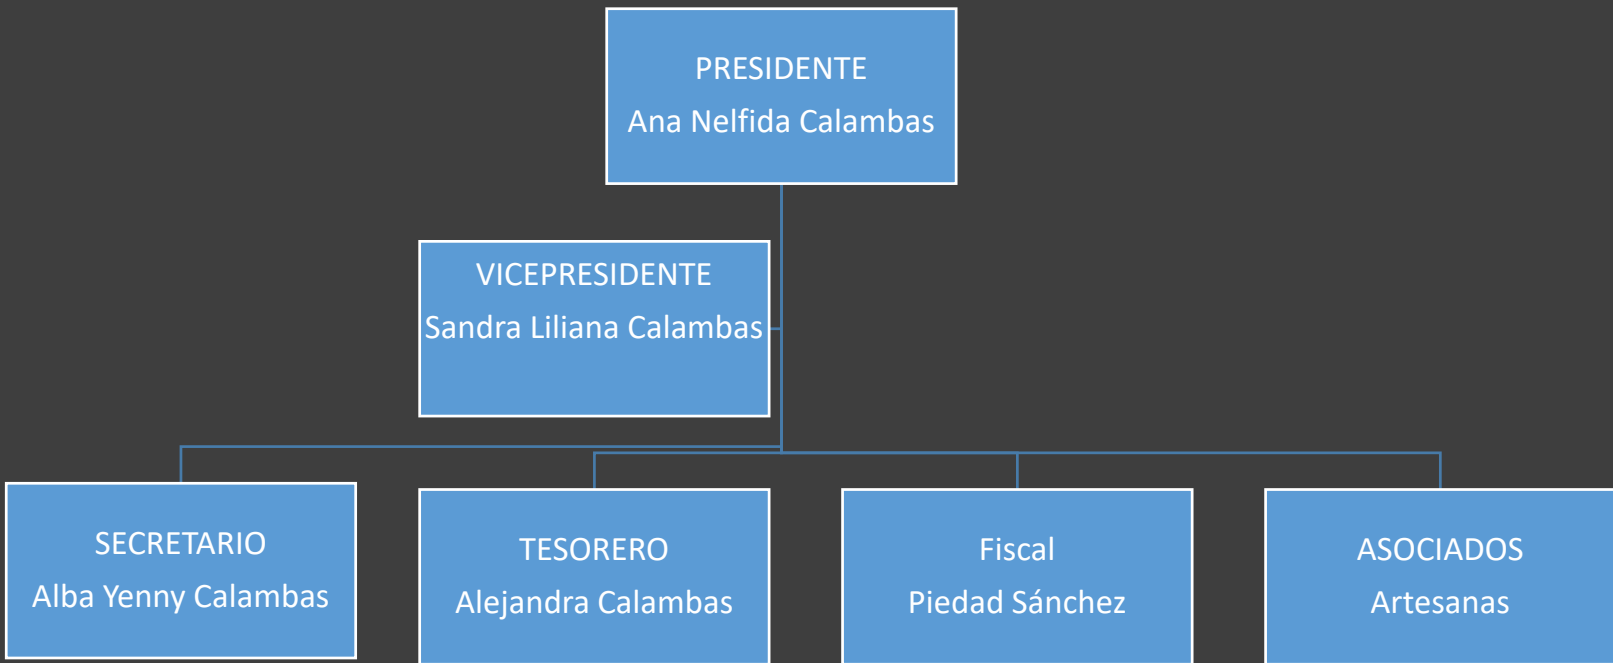 PRESIDENTE
Ana Nelfida Calambas
VICEPRESIDENTE
Sandra Liliana Calambas
SECRETARIO
Alba Yenny Calambas
TESORERO
Alejandra Calambas
Fiscal
Piedad Sánchez
ASOCIADOS
Artesanas